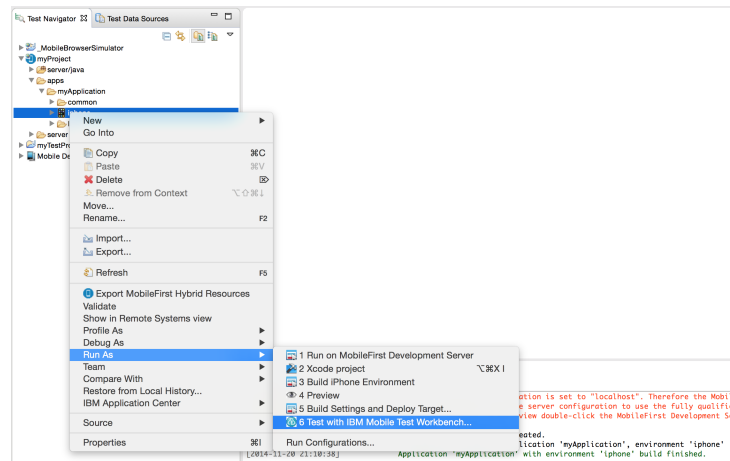 Test Navigator
Test Data Sources
_MobileBrowserSimulator
myProject
server/java
apps
myApplication
common
iphone
server
myTestPr
Mobile De
New
Go Into
Copy ⌘C
Paste ⌘V
Delete ⌦
Remove from Context ⌥⇧⌘↓
Move...
Rename... F2
Import...
Export...
Refresh F5
Export MobileFirst Hybrid Resources
Validate
Show in Remote Systems view
Profile As
Debug As
Run As
Team
Compare With
Restore from Local History...
IBM Application Center
Source
Properties ⌘I
1 Run on MobileFirst Development Server
2 Xcode project ⌥⌘X I
3 Build iPhone Environment
4 Preview
5 Build Settings and Deploy Target...
6 Test with IBM Mobile Test Workbench...
Run Configurations...
ation is set to "localhost". Therefore the Mobi
e server configuration to use the fully qualifi
view double-click the MobileFirst Development S
eated.
lication 'myApplication', environment 'iphone'
[2014-11-20 21:10:38] Application 'myApplication' with environment 'iphone' build finished.